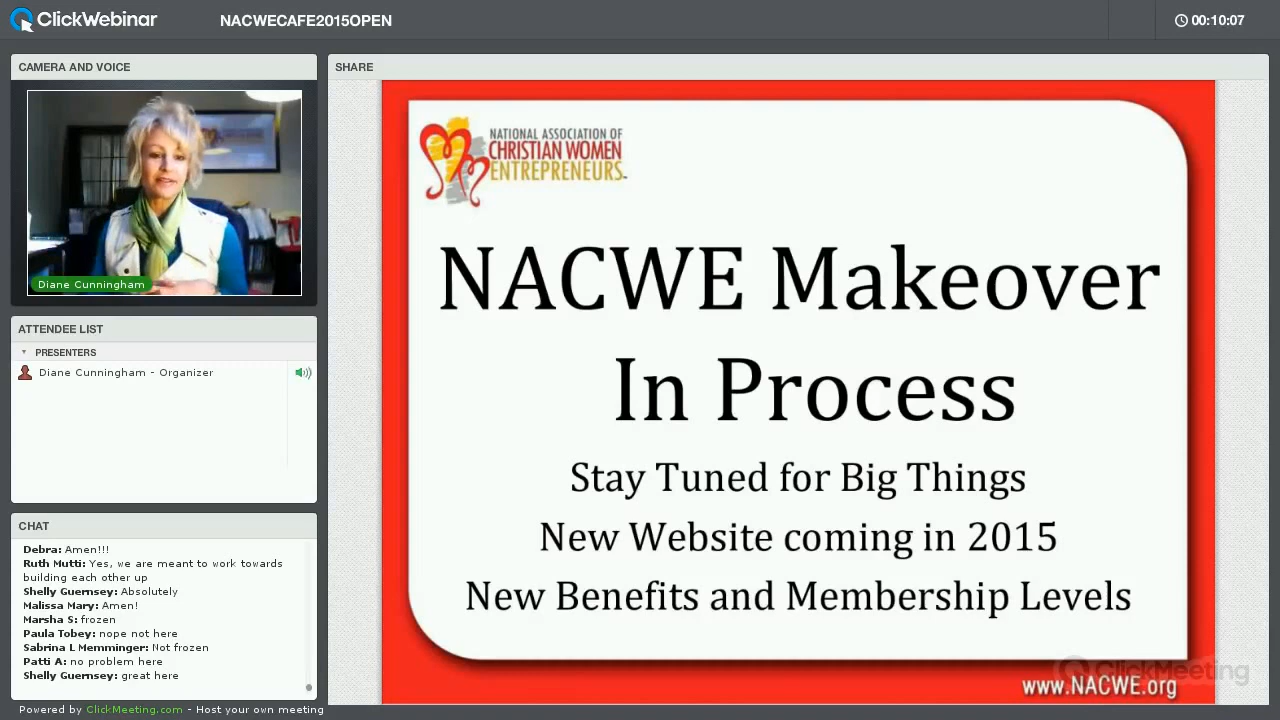 ClickWebinar
NACWECAFE2015OPEN
00:10:07
CAMERA AND VOICE
Diane Cunningham
ATTENDEE LIST
PRESENTERS
Diane Cunningham - Organizer
CHAT
Debra: Amen!!!
Ruth Mutti: Yes, we are meant to work towards
building each other up
Shelly Guernsey: Absolutely
Malissa Mary: Amen!
Marsha S: frozen
Paula Tobey: nope not here
Sabrina L Mot.minger: Not frozen
Patti A: no problem here
Shelly Guernsey: great here
Powered by ClickMeeting.com - Host your own meeting
SHARE
NATIONAL ASSOCIATION OF
CHRISTIAN WOMEN
ENTREPRENEURS
NACWE Makeover
In Process
Stay Tuned for Big Things
New Website coming in 2015
New Benefits and Membership Levels
www.NACWE.org